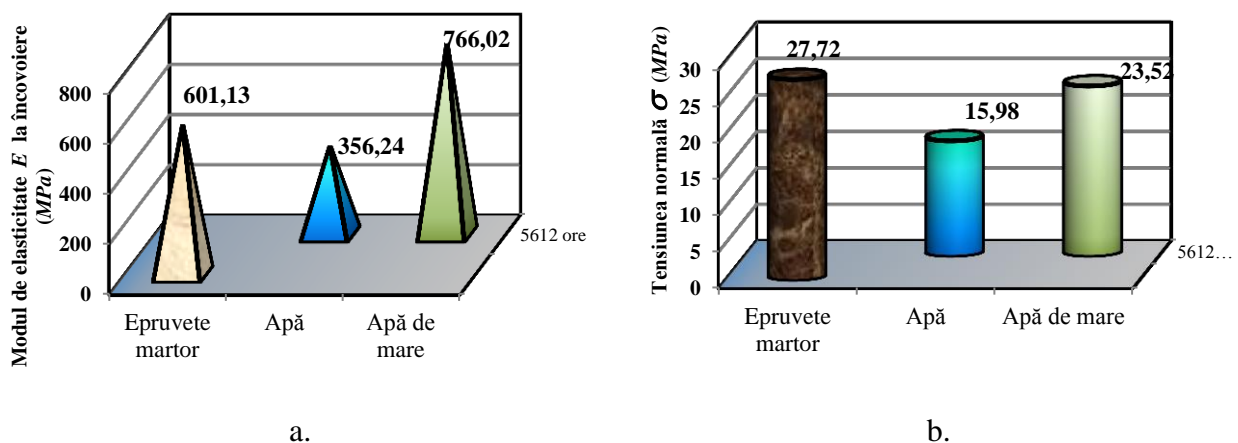 Modul de elasticitate E la încovoiere
(MPa)
800
600
400
200
0
601,13
356,24
766,02
5612 ore
Epruvete
martor
Apă
Apă de
mare
a.
Tensiunea normală σ (MPa)
30
25
20
15
10
5
0
27,72
15,98
23,52
5612…
Epruvete
martor
Apă
Apă de mare
b.